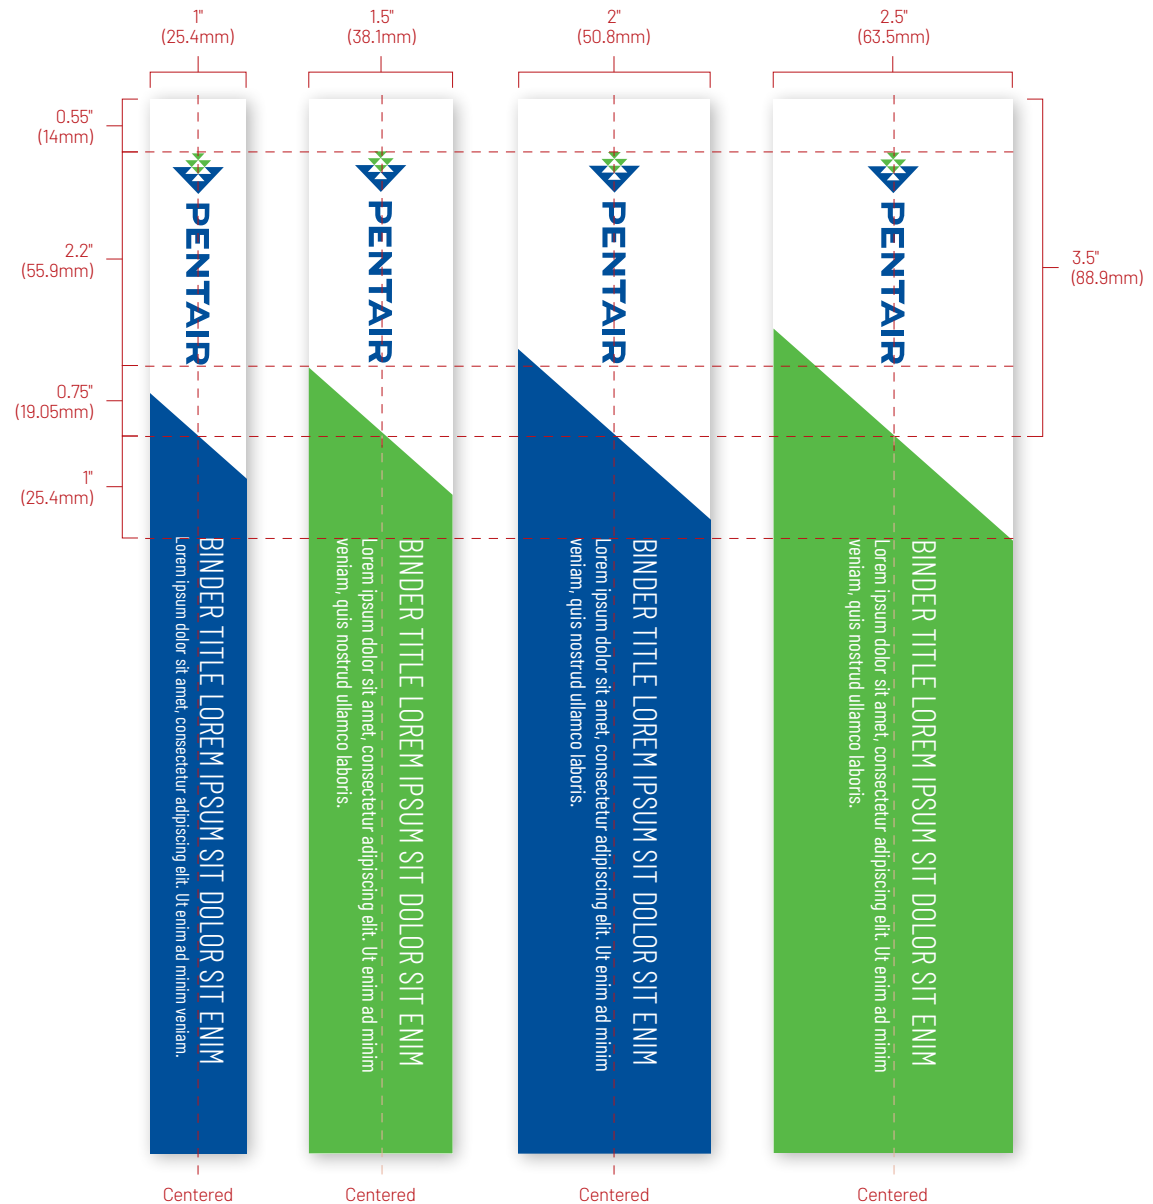 1"
(25.4mm)
1.5"
(38.1mm)
2"
(50.8mm)
2.5"
(63.5mm)
0.55"
(14mm)
2.2"
(55.9mm)
0.75"
(19.05mm)
1"
(25.4mm)
3.5"
(88.9mm)
PENTAIR
BINDER TITLE LOREM IPSUM SIT DOLOR SIT ENIM
Lorem ipsum dolor sit amet, consectetur adipiscing elit. Ut enim ad minim veniam.
PENTAIR
BINDER TITLE LOREM IPSUM SIT DOLOR SIT ENIM
Lorem ipsum dolor sit amet, consectetur adipiscing elit. Ut enim ad minim
veniam, quis nostrud ullamco laboris.
PENTAIR
BINDER TITLE LOREM IPSUM SIT DOLOR SIT ENIM
Lorem ipsum dolor sit amet, consectetur adipiscing elit. Ut enim ad minim
veniam, quis nostrud ullamco laboris.
PENTAIR
BINDER TITLE LOREM IPSUM SIT DOLOR SIT ENIM
Lorem ipsum dolor sit amet, consectetur adipiscing elit. Ut enim ad minim
veniam, quis nostrud ullamco laboris.
Centered
Centered
Centered
Centered